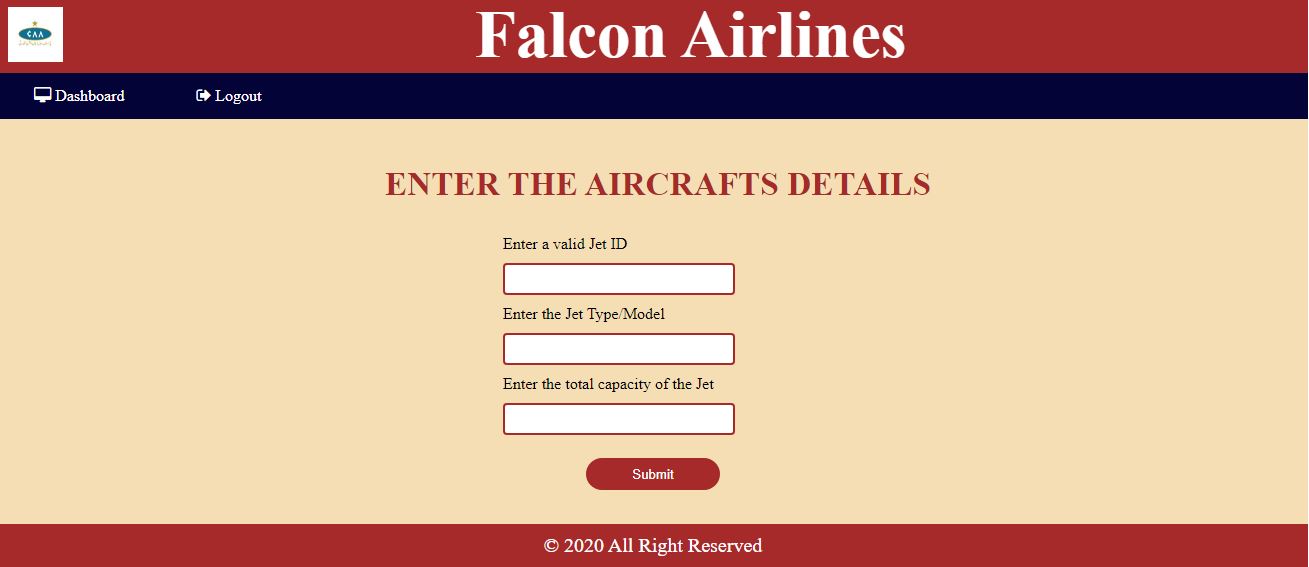 CAA
Falcon Airlines
Dashboard
Logout
ENTER THE AIRCRAFTS DETAILS
Enter a valid Jet ID
Enter the Jet Type/Model
Enter the total capacity of the Jet
Submit
© 2020 All Right Reserved